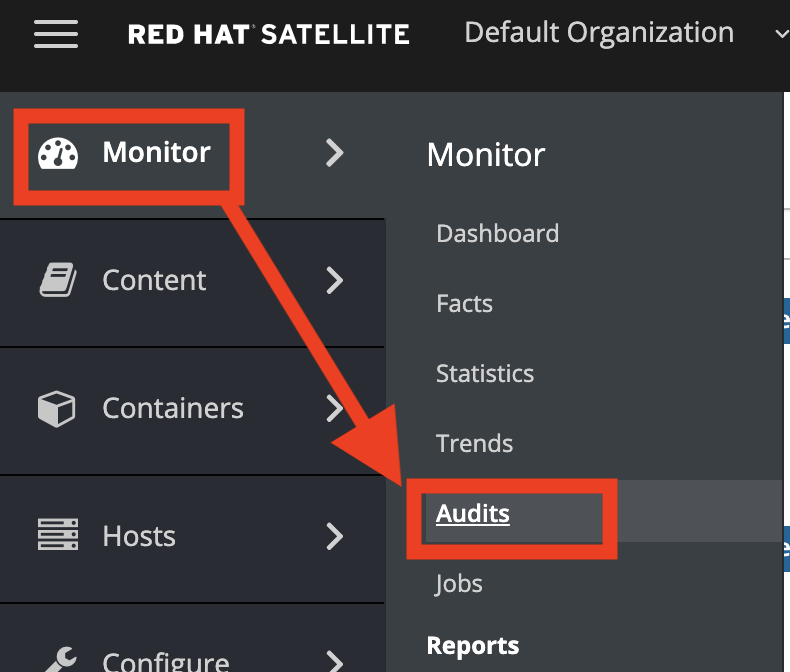 RED HAT® SATELLITE Default Organization
Monitor
Content
Containers
Hosts
Configure
Monitor
Dashboard
Facts
Statistics
Trends
Audits
Jobs
Reports